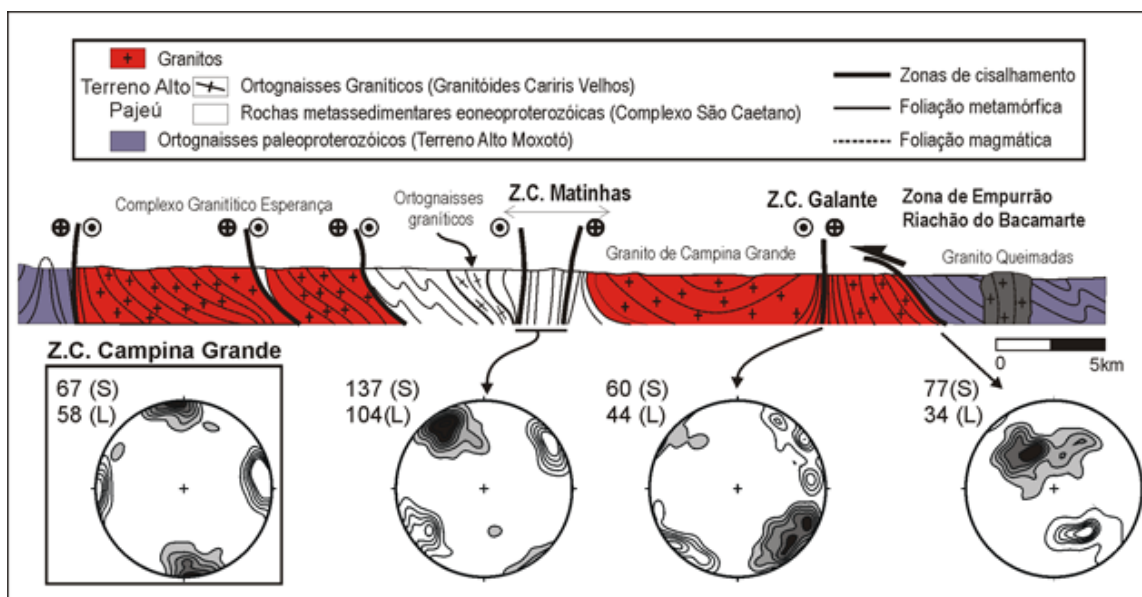 Granitos
Terreno Alto
Pajeú
Ortognaisses Graníticos (Granitóides Cariris Velhos)
Rochas metassedimentares eoneoproterozóicas (Complexo São Caetano)
Ortognaisses paleoproterozóicos (Terreno Alto Moxotó)
Zonas de cisalhamento
Foliação metamórfica
Foliação magmática
Complexo Granitítico Esperança
Ortognaisses
graníticos
Z.C. Matinhas
Granito de Campina Grande
Z.C. Galante
Zona de Empurrão
Riachão do Bacamarte
Granito Queimadas
0 5km
Z.C. Campina Grande
67 (S)
58 (L)
137 (S)
104(L)
60 (S)
44 (L)
77(S)
34 (L)